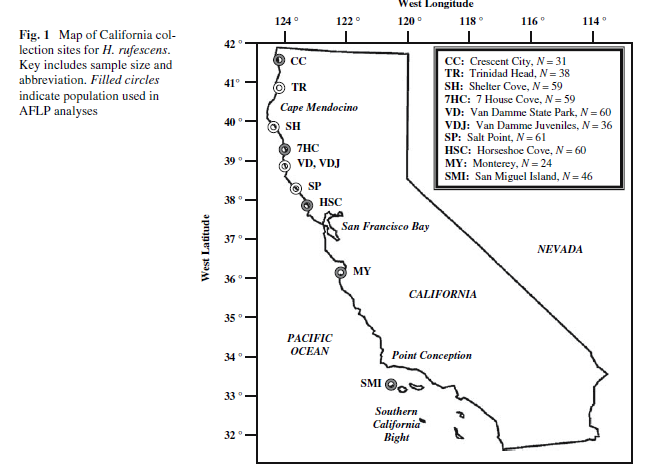 Fig. 1 Map of California col-
lection sites for H. rufescens.
Key includes sample size and
abbreviation. Filled circles
indicate population used in
AFLP analyses
West Longitude
124 ° 122 ° 120 ° 118 ° 116 ° 114 °
42 °
41 °
40 °
39 °
38 °
37 °
36 °
35 °
34 °
33 °
32 °
West Latitude
CC
TR
Cape Mendocino
SH
7HC
VD, VDJ
SP
HSC
San Francisco Bay
MY
CALIFORNIA
NEVADA
PACIFIC
OCEAN
Point Conception
SMI
Southern
California
Bight
CC: Crescent City, N = 31
TR: Trinidad Head, N = 38
SH: Shelter Cove, N = 59
7HC: 7 House Cove, N = 59
VD: Van Damme State Park, N = 60
VDJ: Van Damme Juveniles, N = 36
SP: Salt Point, N = 61
HSC: Horseshoe Cove, N = 60
MY: Monterey, N = 24
SMI: San Miguel Island, N = 46